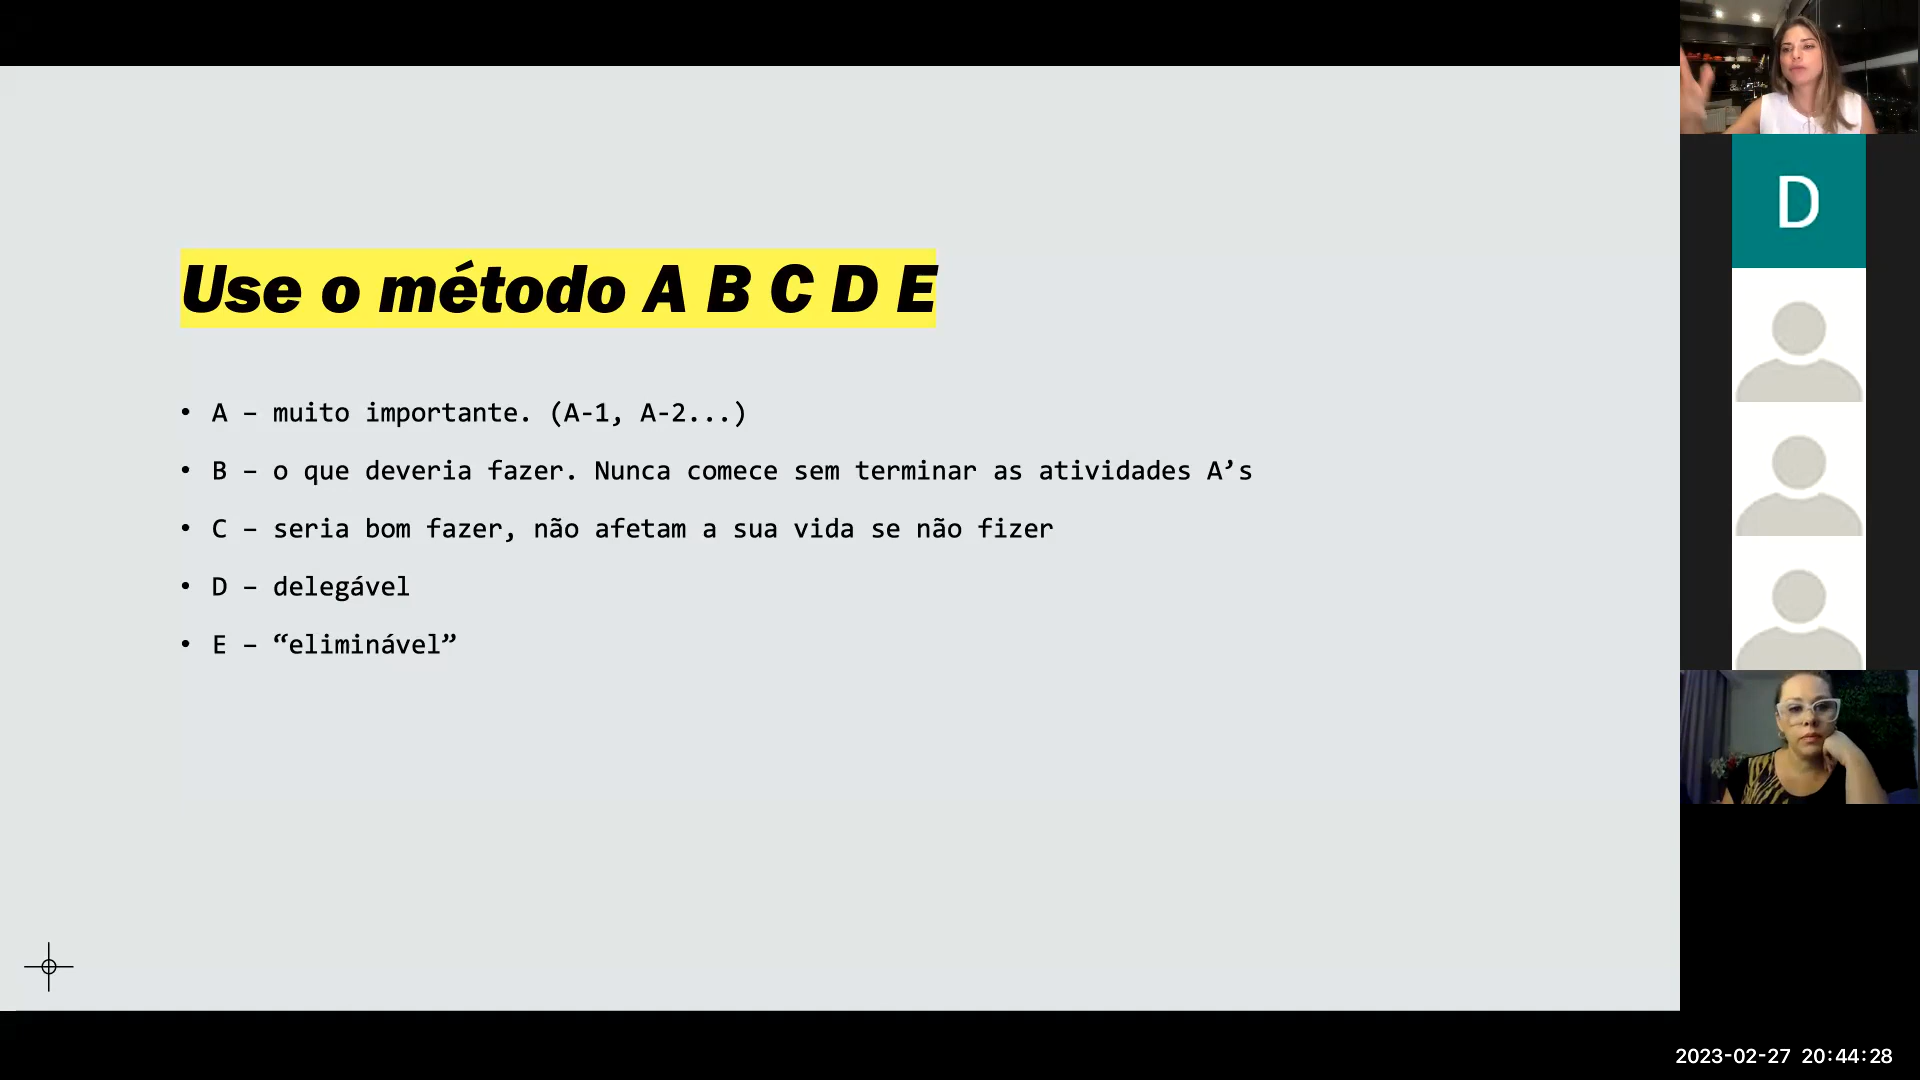 Use o método A B C D E
• A – muito importante. (A-1, A-2...)
• B – o que deveria fazer. Nunca comece sem terminar as atividades A’s
• C – seria bom fazer, não afetam a sua vida se não fizer
• D – delegável
• E – “eliminável”
D
2023-02-27 20:44:28